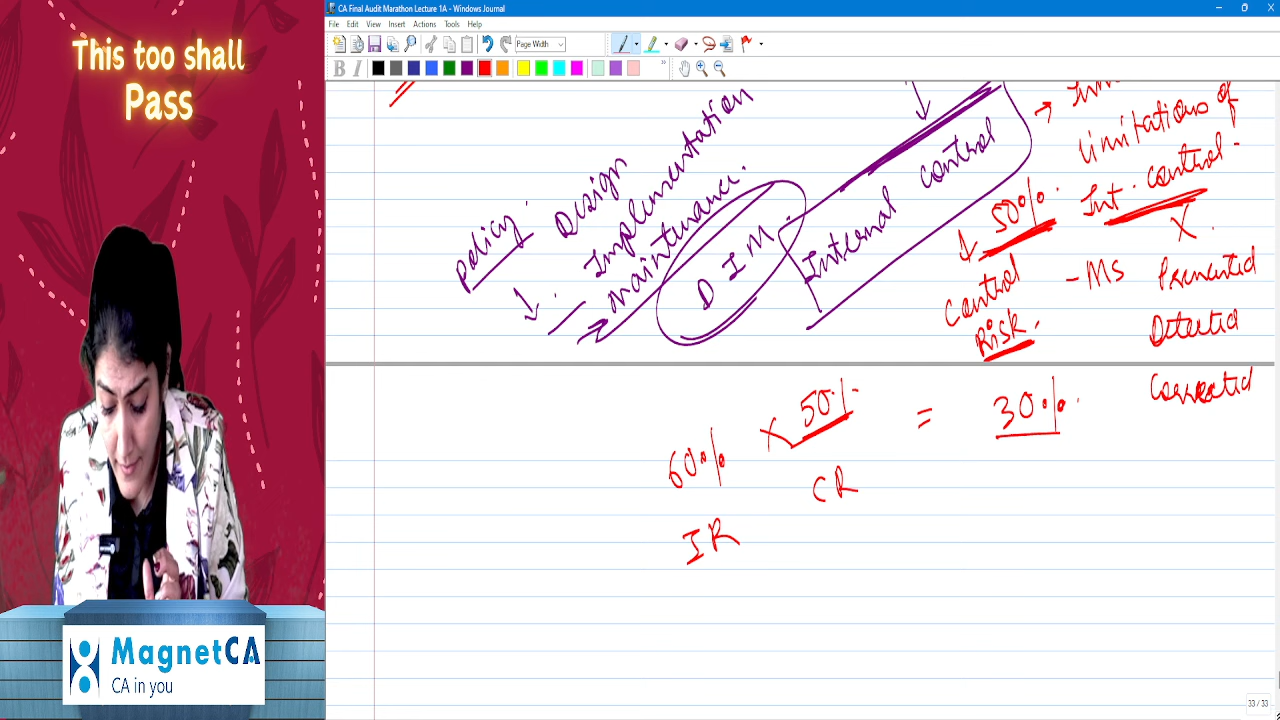 This too shall
Pass
MagnetCA
CA in you
CA Final Audit Marathon Lecture 1A - Windows Journal
File Edit View Insert Actions Tools Help
Page Width
B I
policy.
Design
Implementation
maintenance.
D I M
Internal control
limitations of
Int. control.
50%.
X
Control
Risk.
- MS Prevented
Detected
Corrected
60% x 50% = 30%
IR CR
33 / 33